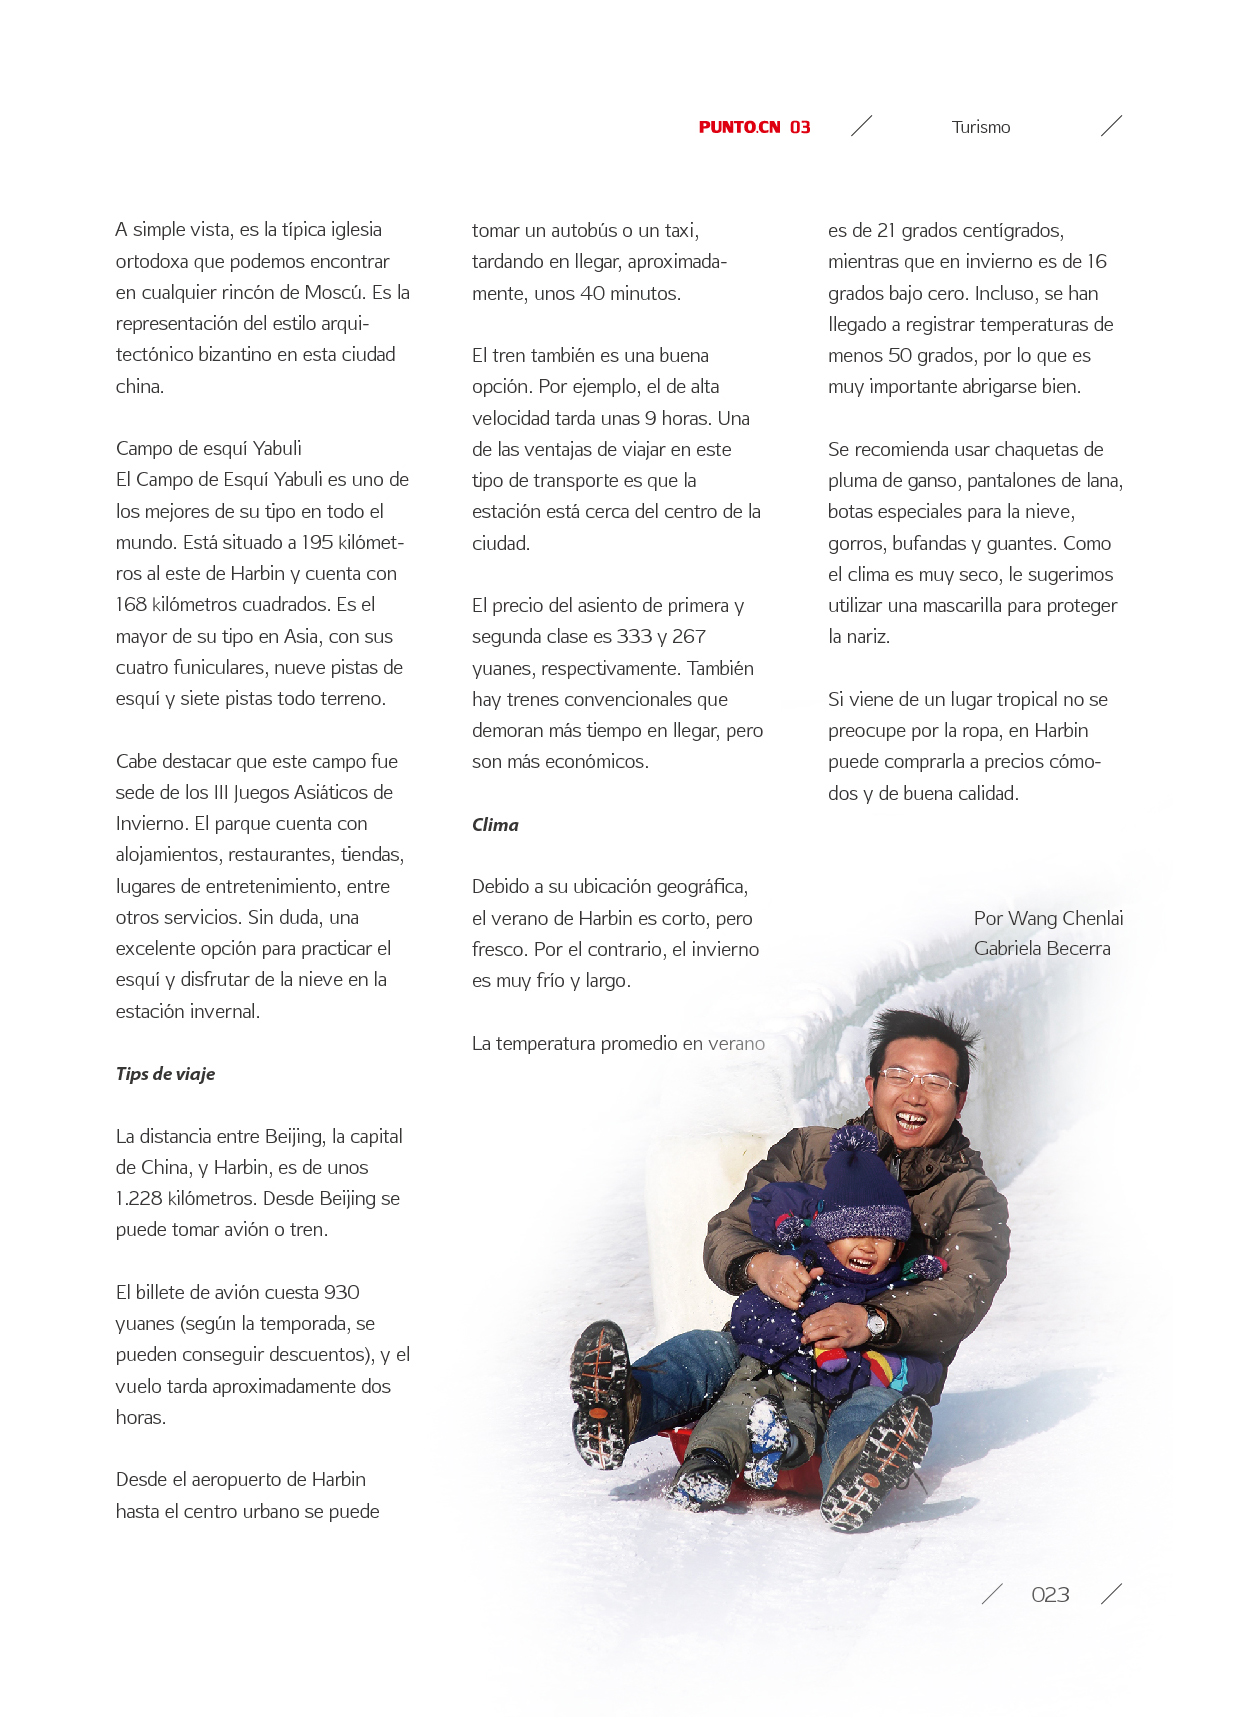 PUNTO.CN 03
Turismo
A simple vista, es la típica iglesia
ortodoxa que podemos encontrar
en cualquier rincón de Moscú. Es la
representación del estilo arqui-
tectónico bizantino en esta ciudad
china.
Campo de esquí Yabuli
El Campo de Esquí Yabuli es uno de
los mejores de su tipo en todo el
mundo. Está situado a 195 kilómet-
ros al este de Harbin y cuenta con
168 kilómetros cuadrados. Es el
mayor de su tipo en Asia, con sus
cuatro funiculares, nueve pistas de
esquí y siete pistas todo terreno.
Cabe destacar que este campo fue
sede de los III Juegos Asiáticos de
Invierno. El parque cuenta con
alojamientos, restaurantes, tiendas,
lugares de entretenimiento, entre
otros servicios. Sin duda, una
excelente opción para practicar el
esquí y disfrutar de la nieve en la
estación invernal.
Tips de viaje
La distancia entre Beijing, la capital
de China, y Harbin, es de unos
1.228 kilómetros. Desde Beijing se
puede tomar avión o tren.
El billete de avión cuesta 930
yuanes (según la temporada, se
pueden conseguir descuentos), y el
vuelo tarda aproximadamente dos
horas.
Desde el aeropuerto de Harbin
hasta el centro urbano se puede
tomar un autobús o un taxi,
tardando en llegar, aproximada-
mente, unos 40 minutos.
El tren también es una buena
opción. Por ejemplo, el de alta
velocidad tarda unas 9 horas. Una
de las ventajas de viajar en este
tipo de transporte es que la
estación está cerca del centro de la
ciudad.
El precio del asiento de primera y
segunda clase es 333 y 267
yuanes, respectivamente. También
hay trenes convencionales que
demoran más tiempo en llegar, pero
son más económicos.
Clima
Debido a su ubicación geográfica,
el verano de Harbin es corto, pero
fresco. Por el contrario, el invierno
es muy frío y largo.
La temperatura promedio en verano
es de 21 grados centígrados,
mientras que en invierno es de 16
grados bajo cero. Incluso, se han
llegado a registrar temperaturas de
menos 50 grados, por lo que es
muy importante abrigarse bien.
Se recomienda usar chaquetas de
pluma de ganso, pantalones de lana,
botas especiales para la nieve,
gorros, bufandas y guantes. Como
el clima es muy seco, le sugerimos
utilizar una mascarilla para proteger
la nariz.
Si viene de un lugar tropical no se
preocupe por la ropa, en Harbin
puede comprarla a precios cómo-
dos y de buena calidad.
Por Wang Chenlai
Gabriela Becerra
023